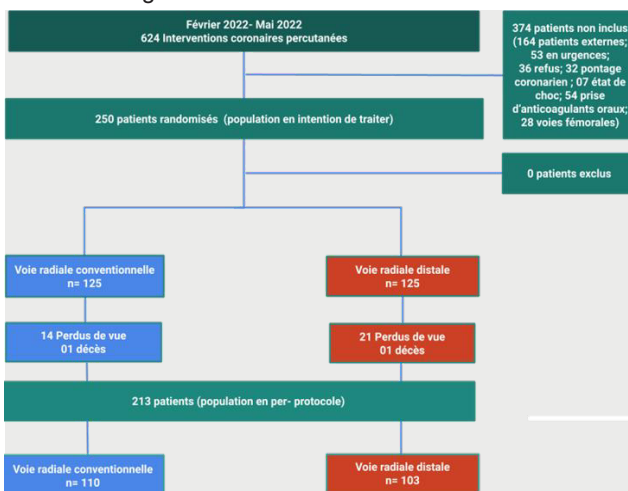 Février 2022- Mai 2022
624 Interventions coronaires percutanées
374 patients non inclus
(164 patients externes;
53 en urgences;
36 refus; 32 pontage
coronarien ; 07 état de
choc; 54 prise
d'anticoagulants oraux;
28 voies fémorales)
250 patients randomisés (population en intention de traiter)
0 patients exclus
Voie radiale conventionnelle
n= 125
Voie radiale distale
n= 125
14 Perdus de vue
01 décès
21 Perdus de vue
01 décès
213 patients (population en per- protocole)
Voie radiale conventionnelle
n= 110
Voie radiale distale
n= 103